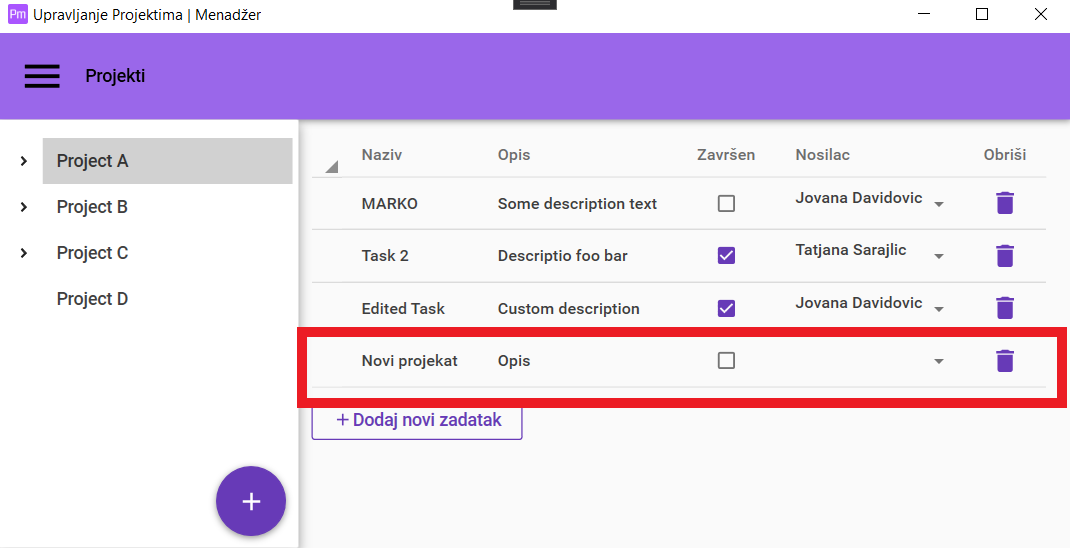 Pm Upravljanje Projektima | Menadžer
Projekti
Project A
Project B
Project C
Project D
Naziv Opis Završen Nosilac Obriši
MARKO Some description text Jovana Davidovic
Task 2 Descriptio foo bar Tatjana Sarajlic
Edited Task Custom description Jovana Davidovic
Novi projekat Opis
+ Dodaj novi zadatak
+